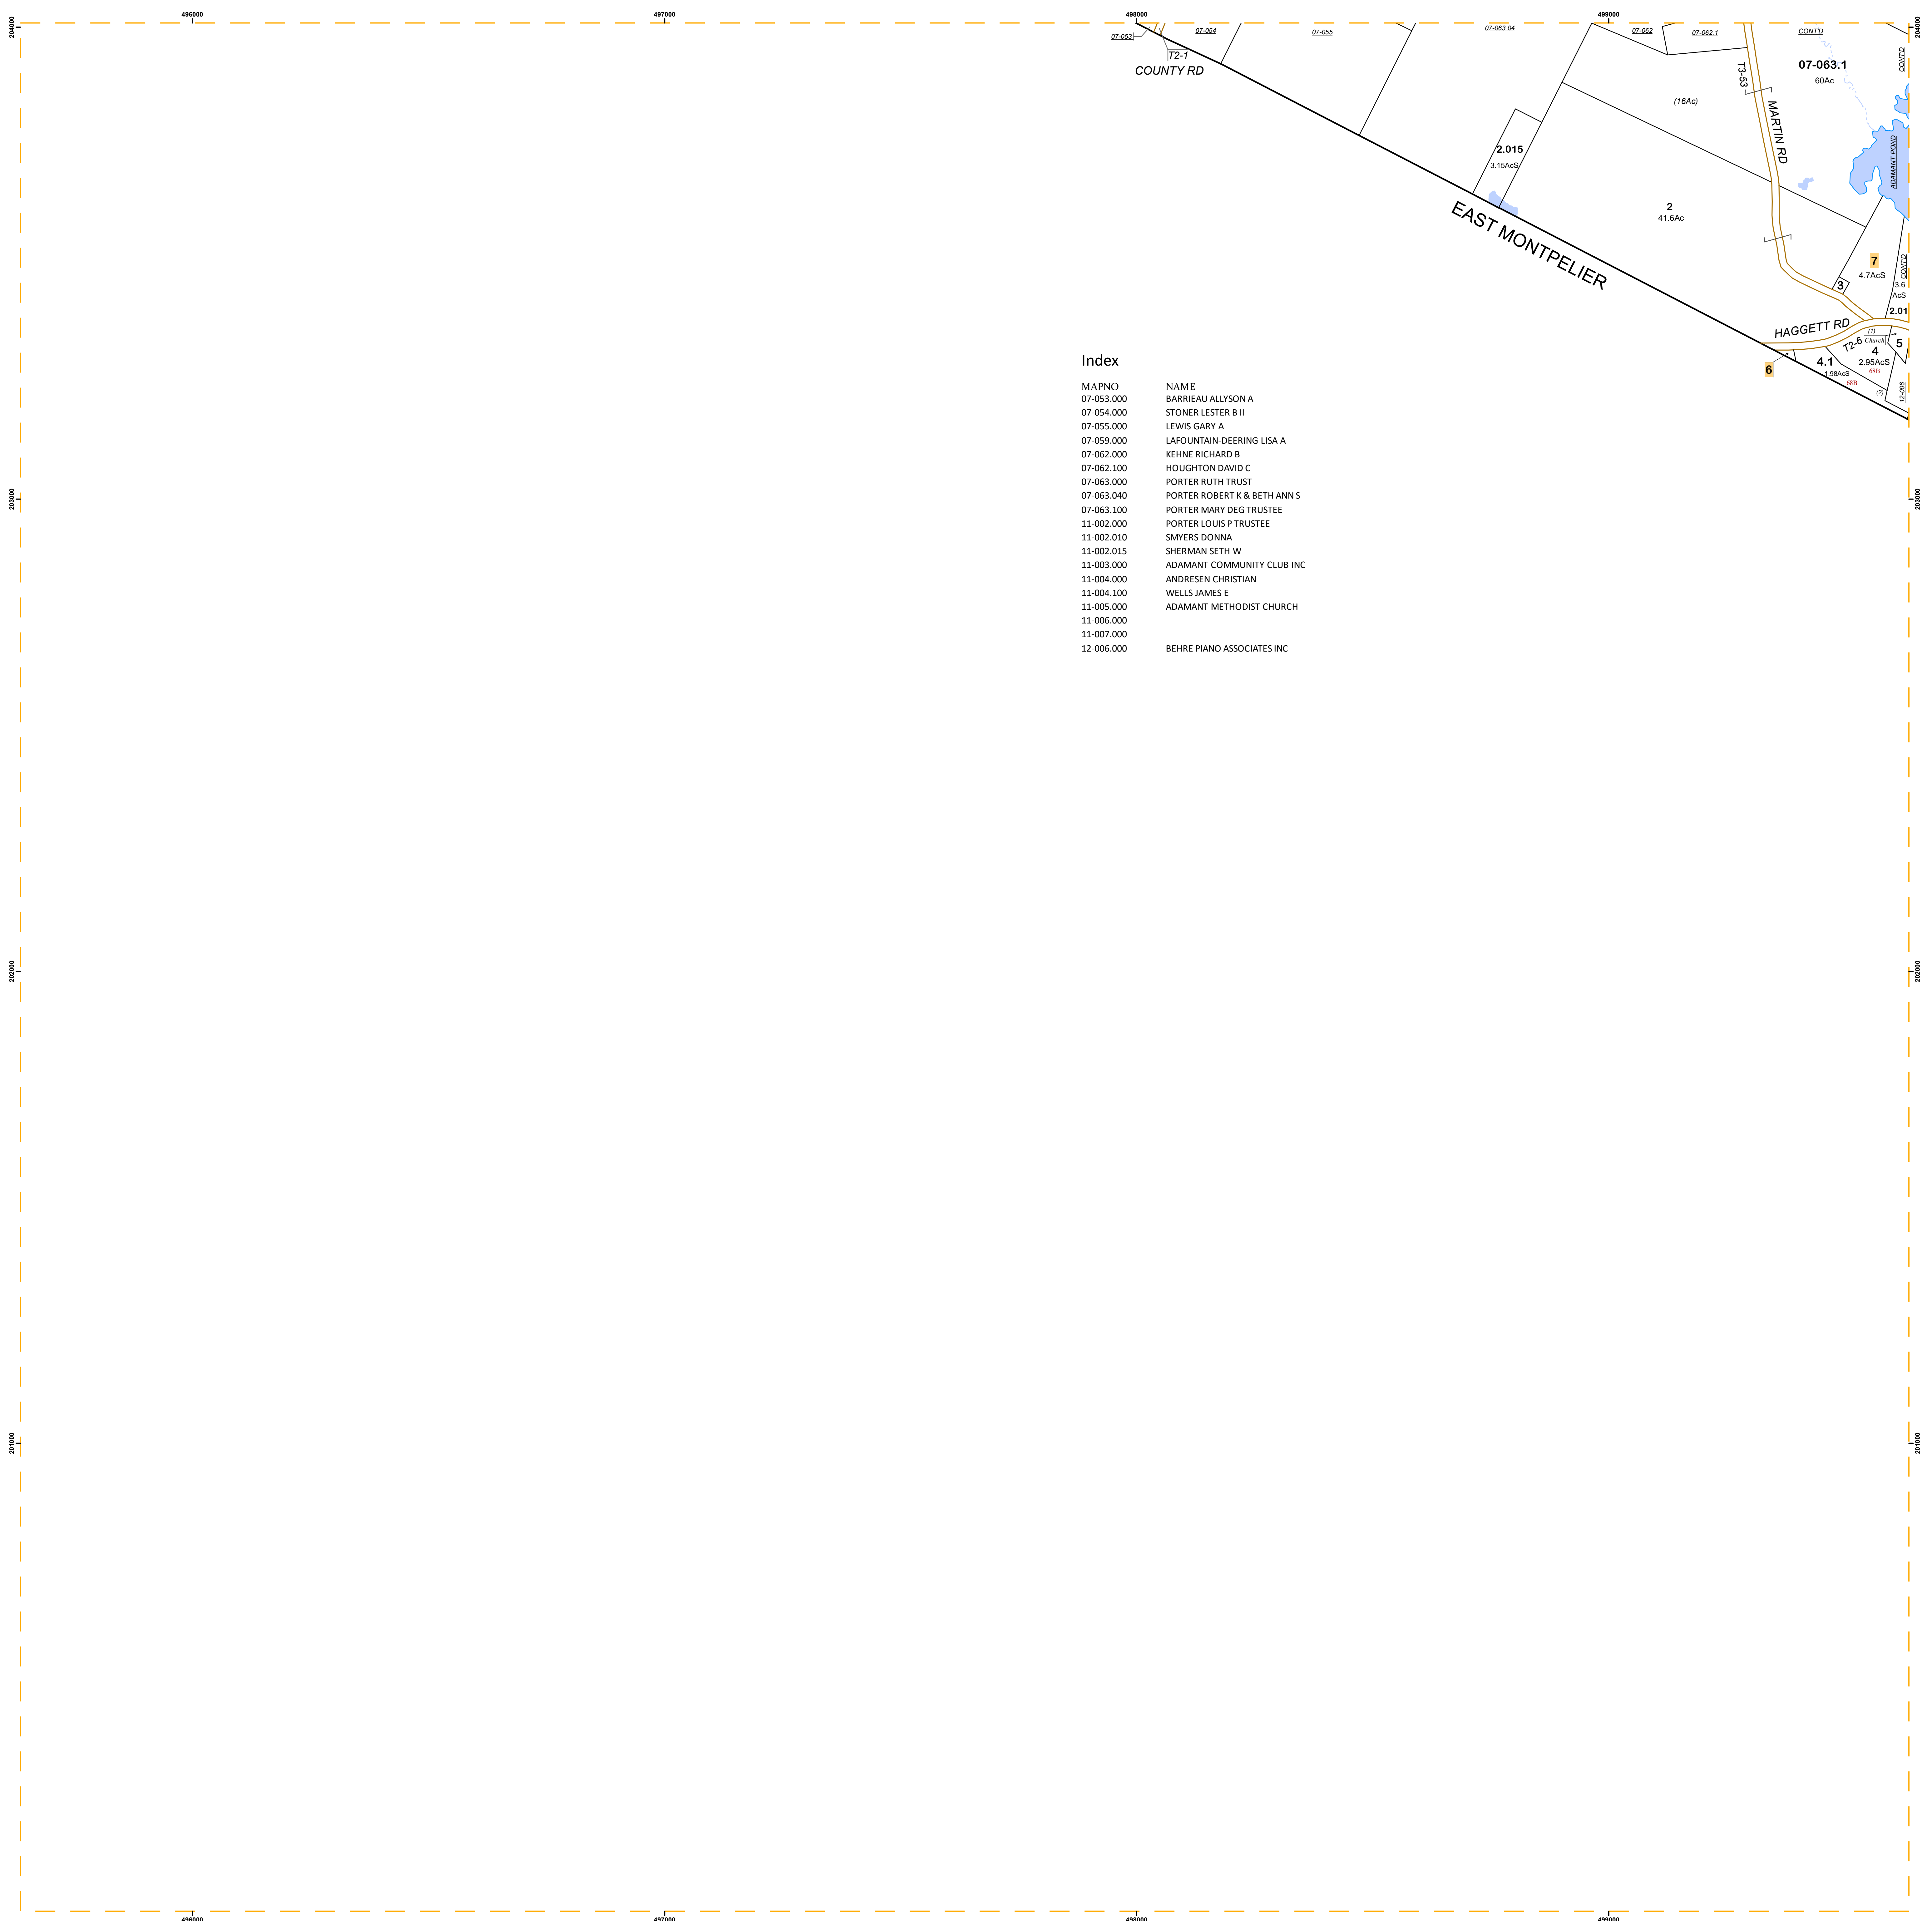 496000
497000
498000
499000
204000
204000
07-053
T2-1
COUNTY RD
07-054
07-055
07-063.04
07-062
07-062.1
CONT'D
CONT'D
07-063.1
60Ac
T3-53
MARTIN RD
(16Ac)
ADAMANT POND
2.015
3.15AcS
2
41.6Ac
EAST MONTPELIER
7
4.7AcS
CONT'D
3.6
AcS
3
2.01
HAGGETT RD
T2-6
(1)
Church
5
4
2.95AcS
68B
4.1
1.98AcS
68B
6
(2)
12-006
Index
MAPNO NAME
07-053.000 BARRIEAU ALLYSON A
07-054.000 STONER LESTER B II
07-055.000 LEWIS GARY A
07-059.000 LAFOUNTAIN-DEERING LISA A
07-062.000 KEHNE RICHARD B
07-062.100 HOUGHTON DAVID C
07-063.000 PORTER RUTH TRUST
07-063.040 PORTER ROBERT K & BETH ANN S
07-063.100 PORTER MARY DEG TRUSTEE
11-002.000 PORTER LOUIS P TRUSTEE
11-002.010 SMYERS DONNA
11-002.015 SHERMAN SETH W
11-003.000 ADAMANT COMMUNITY CLUB INC
11-004.000 ANDRESEN CHRISTIAN
11-004.100 WELLS JAMES E
11-005.000 ADAMANT METHODIST CHURCH
11-006.000
11-007.000
12-006.000 BEHRE PIANO ASSOCIATES INC
203000
203000
202000
202000
201000
201000
496000
497000
498000
499000